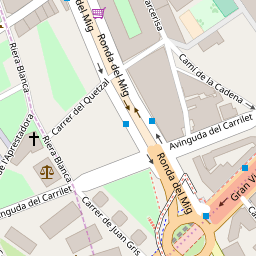 Riera Blanca
Ronda del Mig
Camí de la Cadena
Carrer del Quetzal
Ronda del Mig
Avinguda del Carrilet
de l'Aprestadora
Riera Blanca
Ronda del Mig
Avinguda del Carrilet
Carrer de Juan Gris
Gran Vi